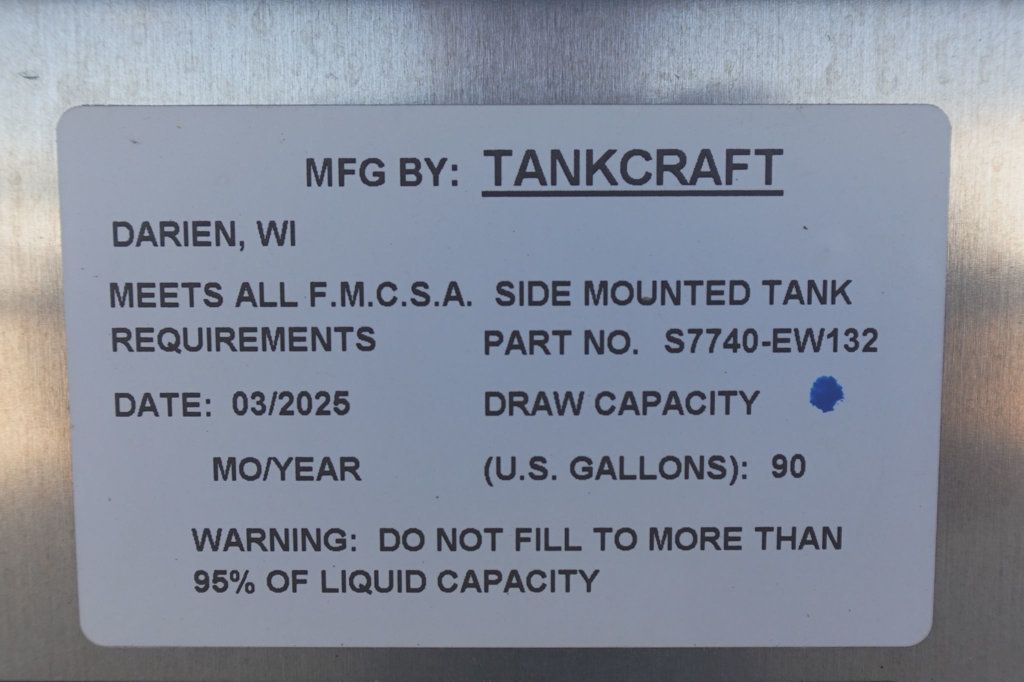 MFG BY: TANKCRAFT
DARIEN, WI
MEETS ALL F.M.C.S.A. SIDE MOUNTED TANK
REQUIREMENTS PART NO. S7740-EW132
DATE: 03/2025 DRAW CAPACITY
MO/YEAR (U.S. GALLONS): 90
WARNING: DO NOT FILL TO MORE THAN
95% OF LIQUID CAPACITY